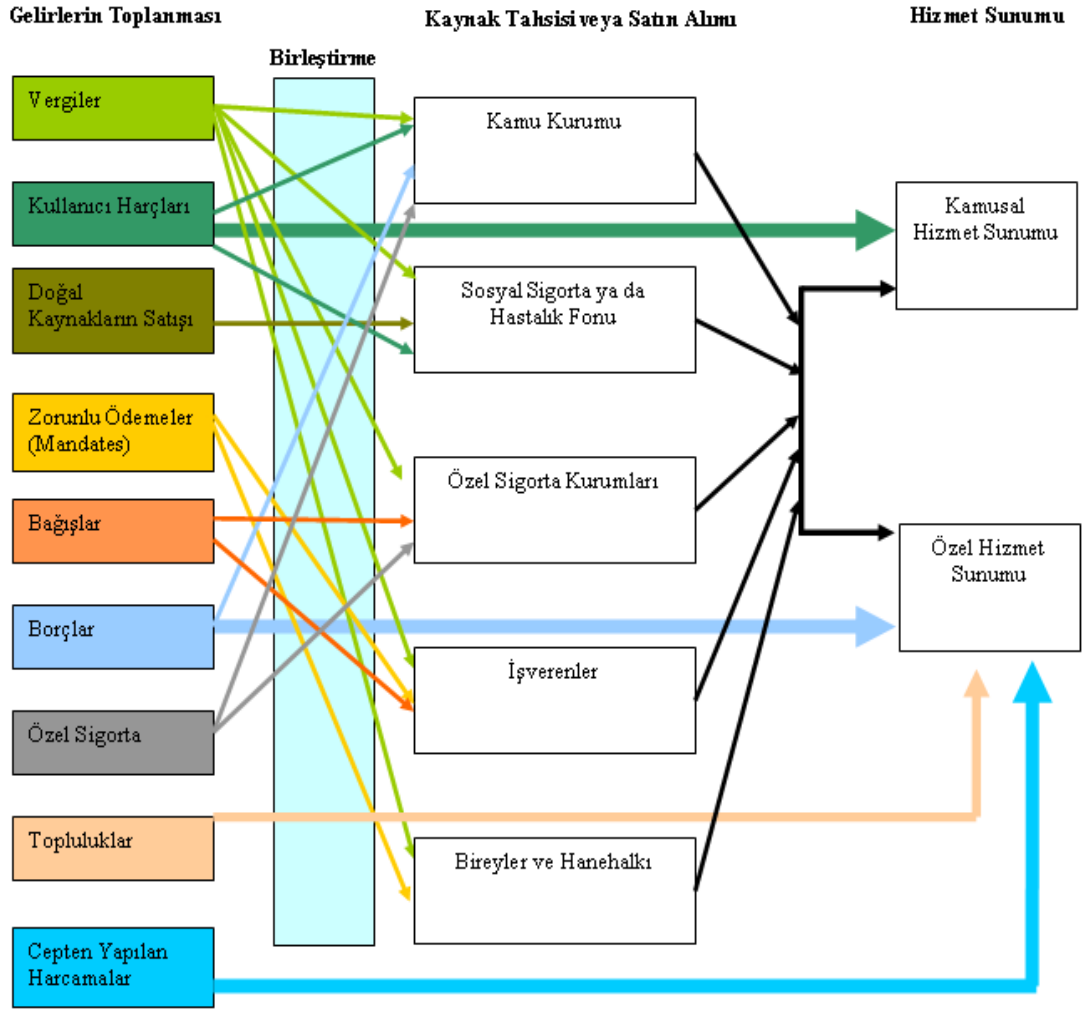 Gelirlerin Toplanması
Kaynak Tahsisi veya Satın Alımı
Hizmet Sunumu
Birleştirme
Vergiler
Kullanıcı Harçları
Doğal
Kaynakların Satışı
Zorunlu Ödemeler
(Mandates)
Bağışlar
Borçlar
Özel Sigorta
Topluluklar
Cepten Yapılan
Harcamalar
Kamu Kurumu
Sosyal Sigorta ya da
Hastalık Fonu
Özel Sigorta Kurumları
İşverenler
Bireyler ve Hanehalkı
Kamusal
Hizmet Sunumu
Özel Hizmet
Sunumu